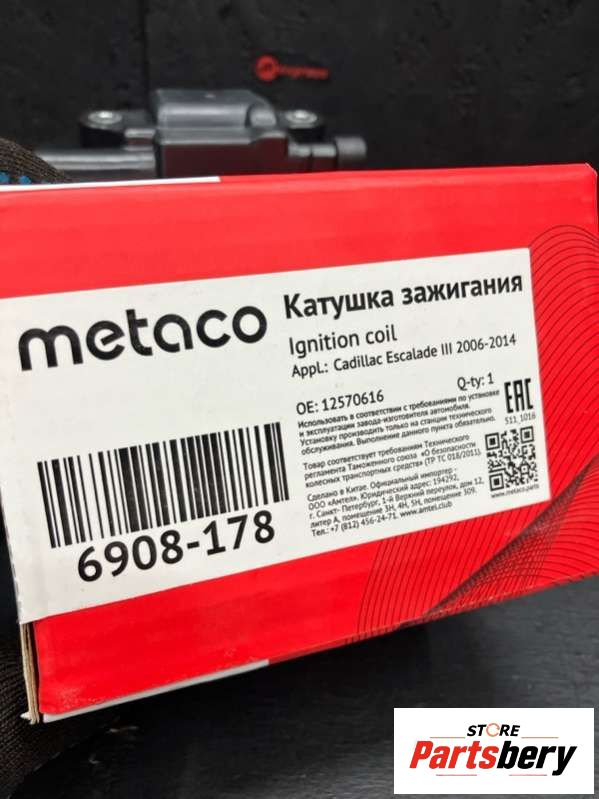 metaco
Катушка зажигания
Ignition coil
Appl.: Cadillac Escalade III 2006-2014
OE: 12570616
Q-ty: 1
Использовать в соответствии с требованиями по установке
и эксплуатации завода-изготовителя автомобиля.
Установку производить только на станции технического
обслуживания. Выполнение данного пункта обязательно.
EAC
511_1016
Товар соответствует требованиям Технического
регламента Таможенного союза «О безопасности
колесных транспортных средств» (ТР ТС 018/2011).
Сделано в Китае. Официальный импортер -
ООО «Амтел». Юридический адрес: 194292,
г. Санкт-Петербург, 1-й Верхний переулок, дом 12,
литер А, помещение 3Н, 4Н, 5Н, помещение 309.
Тел.: +7 (812) 456-24-71. www.amtel.club
www.metaco.parts
6908-178
STORE
Partsbery